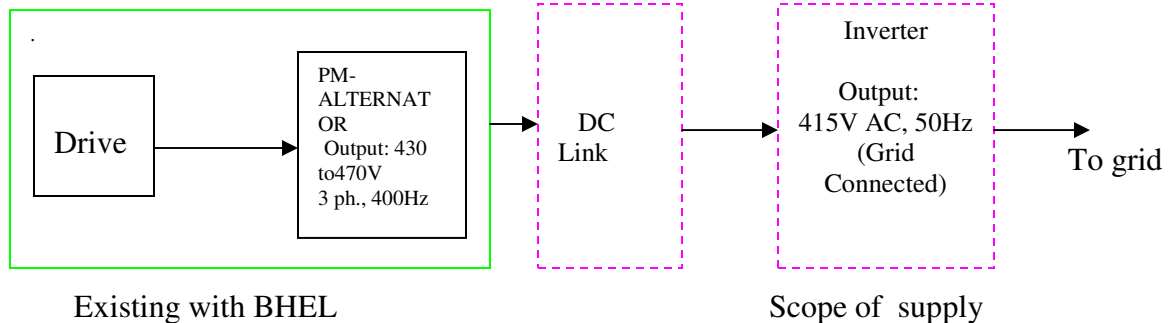 .
Drive
PM-
ALTERNAT
OR
Output: 430
to470V
3 ph., 400Hz
DC
Link
Inverter
Output:
415V AC, 50Hz
(Grid
Connected)
To grid
Existing with BHEL
Scope of supply